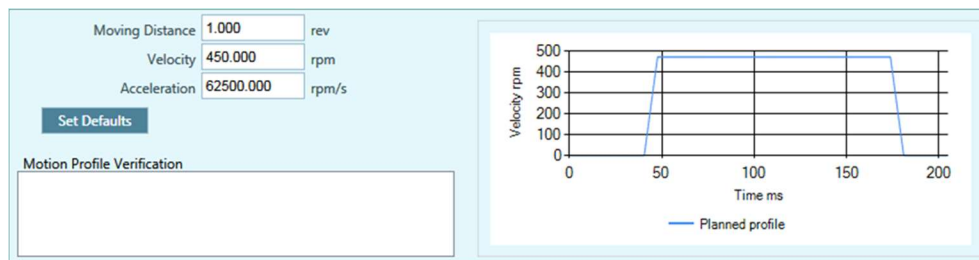 Moving Distance 1.000 rev
Velocity 450.000 rpm
Acceleration 62500.000 rpm/s
Set Defaults
Motion Profile Verification
Velocity rpm
500
400
300
200
100
0
0 50 100 150 200
Time ms
Planned profile